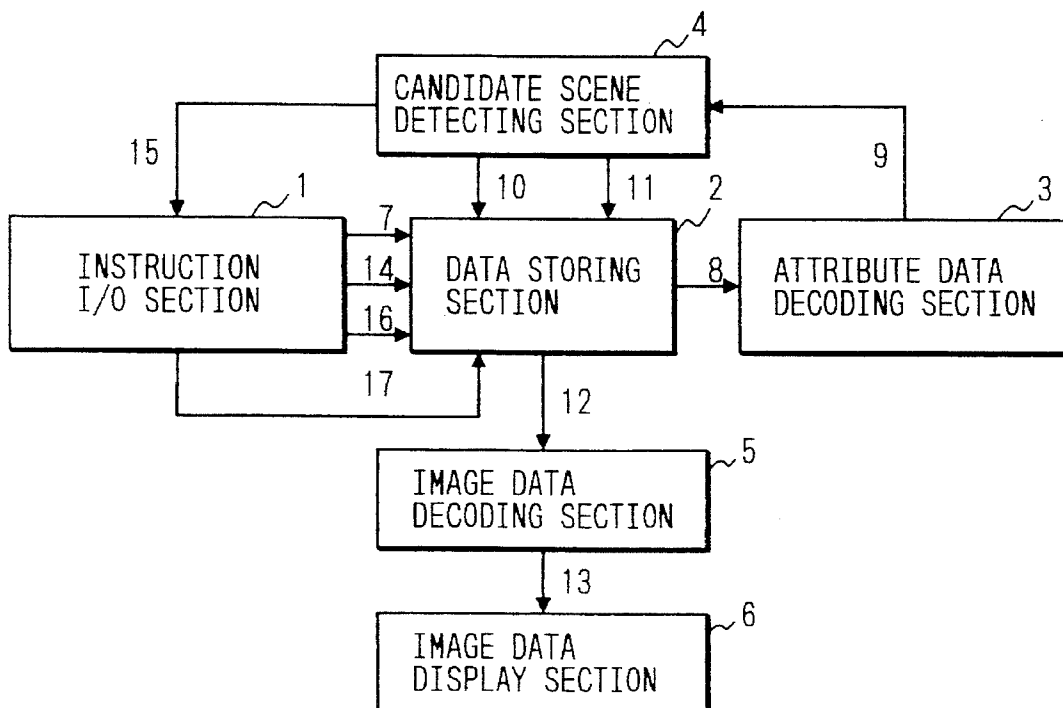 4
CANDIDATE SCENE
DETECTING SECTION
15
10
11
9
1
2
3
7
INSTRUCTION
I/O SECTION
14
16
DATA STORING
SECTION
8
ATTRIBUTE DATA
DECODING SECTION
17
12
5
IMAGE DATA
DECODING SECTION
13
6
IMAGE DATA
DISPLAY SECTION